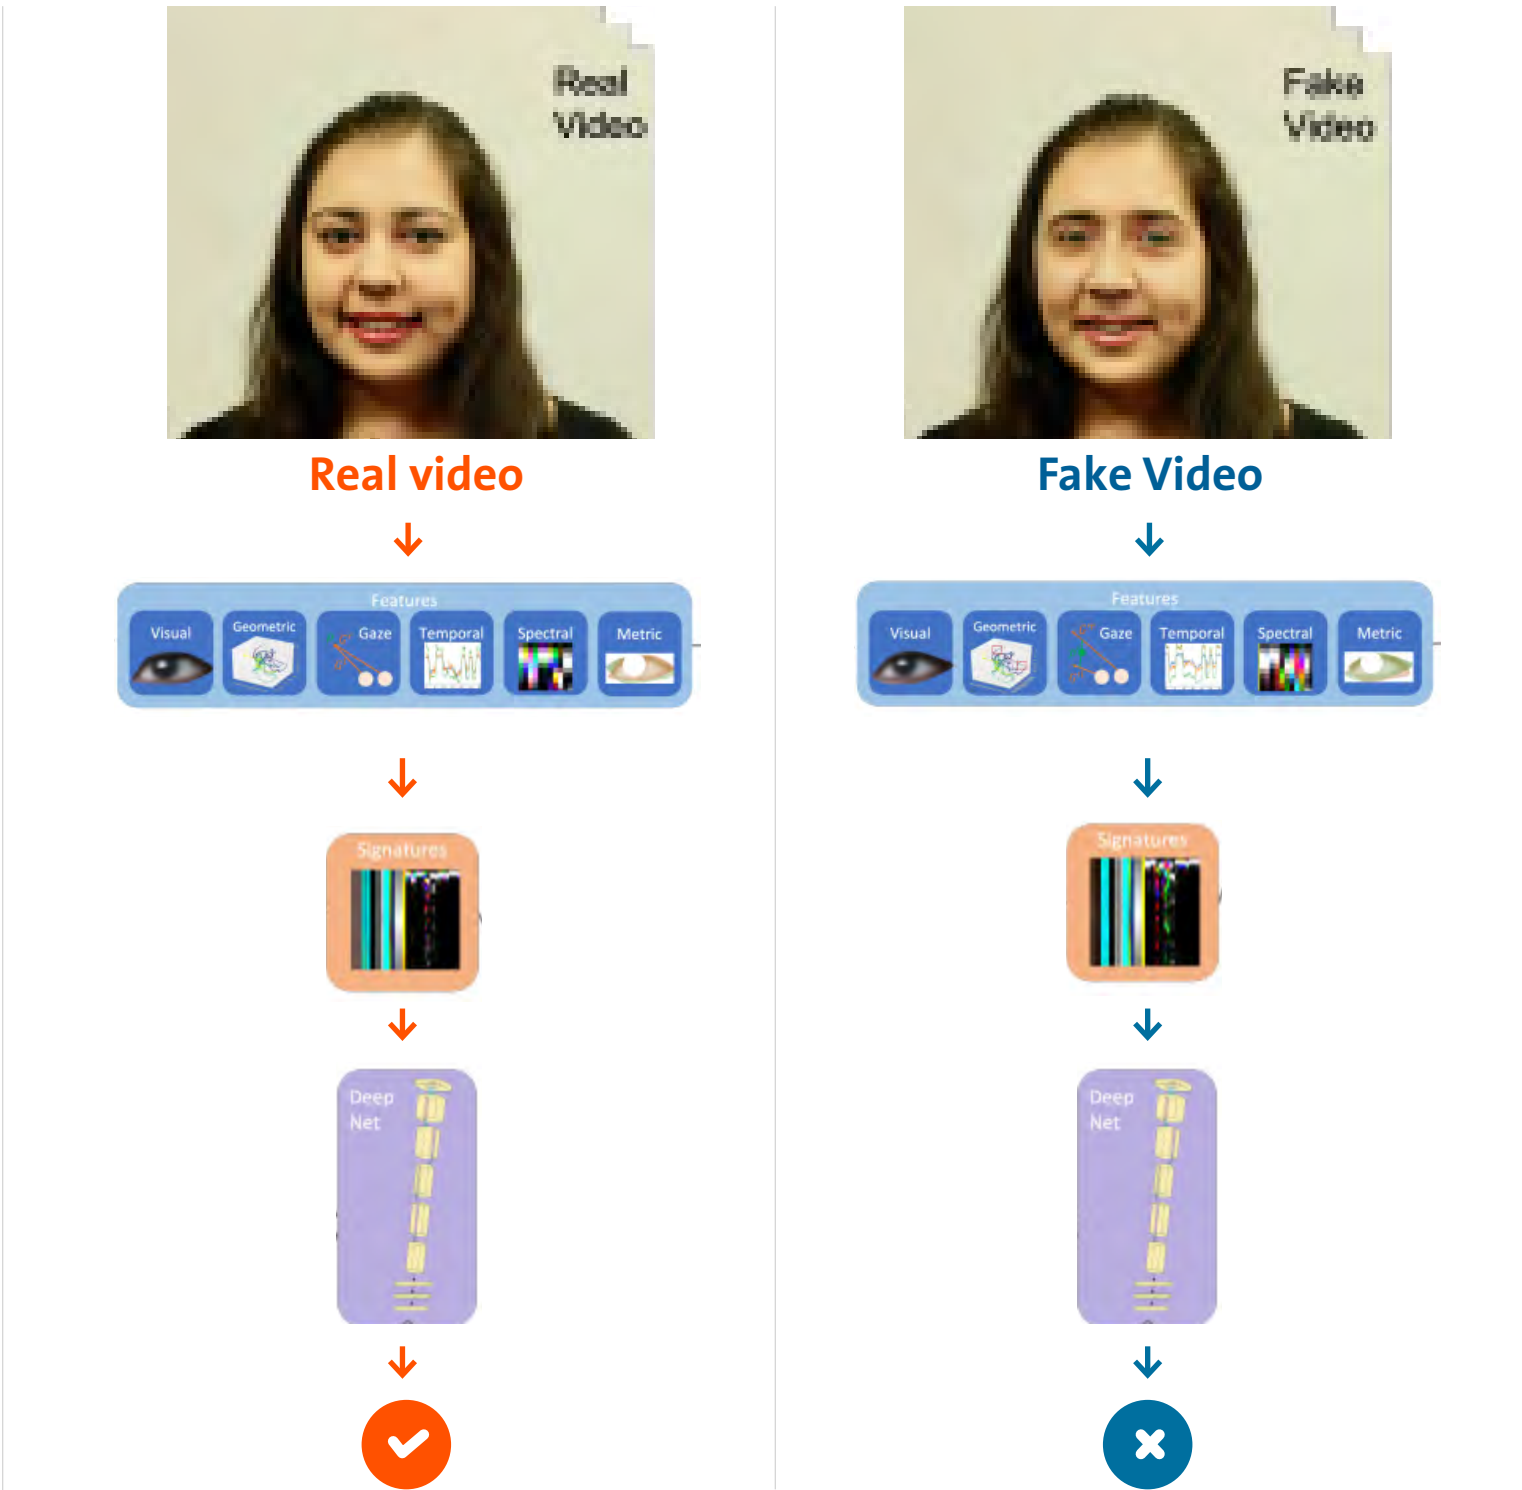 Real
Video
Real video
Features
Visual
Geometric
Gaze
Temporal
Spectral
Metric
Signatures
Deep
Net
Fake
Video
Fake Video
Features
Visual
Geometric
Gaze
Temporal
Spectral
Metric
Signatures
Deep
Net